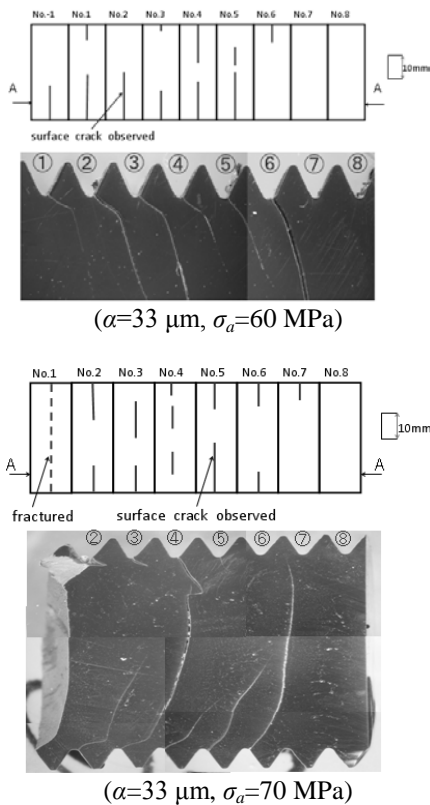 No.-1 No.1 No.2 No.3 No.4 No.5 No.6 No.7 No.8
10mm
A A
surface crack observed
① ② ③ ④ ⑤ ⑥ ⑦ ⑧
(α=33 μm, σa=60 MPa)
No.1 No.2 No.3 No.4 No.5 No.6 No.7 No.8
10mm
A A
fractured surface crack observed
② ③ ④ ⑤ ⑥ ⑦ ⑧
(α=33 μm, σa=70 MPa)